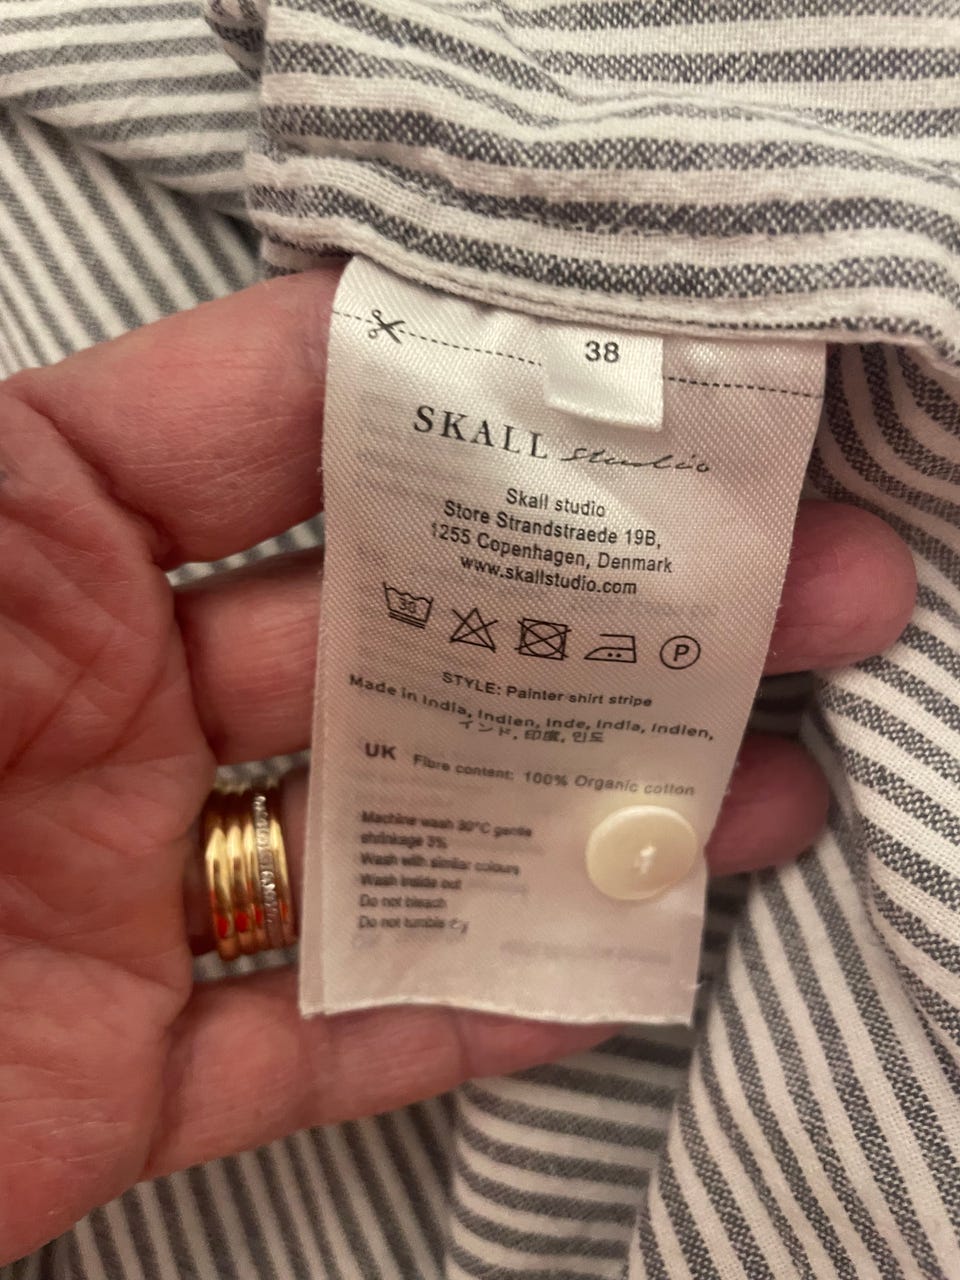 38
SKALL studio
Skall studio
Store Strandstraede 19B,
1255 Copenhagen, Denmark
www.skallstudio.com
30
P
STYLE: Painter shirt stripe
Made in India, Indien, Inde, India, Indien,
インド, 印度, 인도
UK Fibre content: 100% Organic cotton
Machine wash 30°C gentle
shrinkage 3%
Wash with similar colours
Wash inside out
Do not bleach
Do not tumble dry